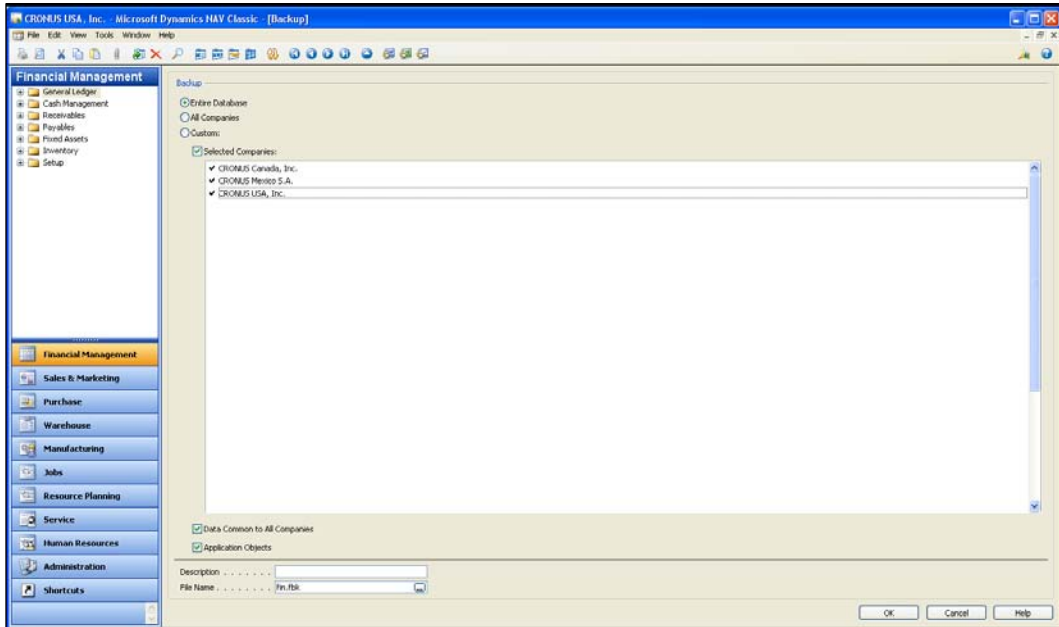 CRONUS USA, Inc. - Microsoft Dynamics NAV Classic - [Backup]
File Edit View Tools Window Help
Financial Management
General Ledger
Cash Management
Receivables
Payables
Fixed Assets
Inventory
Setup
Financial Management
Sales & Marketing
Purchase
Warehouse
Manufacturing
Jobs
Resource Planning
Service
Human Resources
Administration
Shortcuts
Backup
Entire Database
All Companies
Custom:
Selected Companies:
CRONUS Canada, Inc.
CRONUS Mexico S.A.
CRONUS USA, Inc.
Data Common to All Companies
Application Objects
Description . . . . . . .
File Name . . . . . . . . fin.fbk
OK Cancel Help